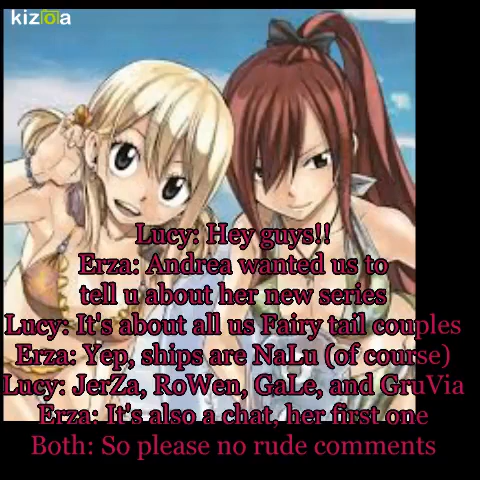 kizoa
Lucy: Hey guys!!
Erza: Andrea wanted us to
tell u about her new series
Lucy: It's about all us Fairy tail couples
Erza: Yep, ships are NaLu (of course)
Lucy: JerZa, RoWen, GaLe, and GruVia
Erza: It's also a chat, her first one
Both: So please no rude comments